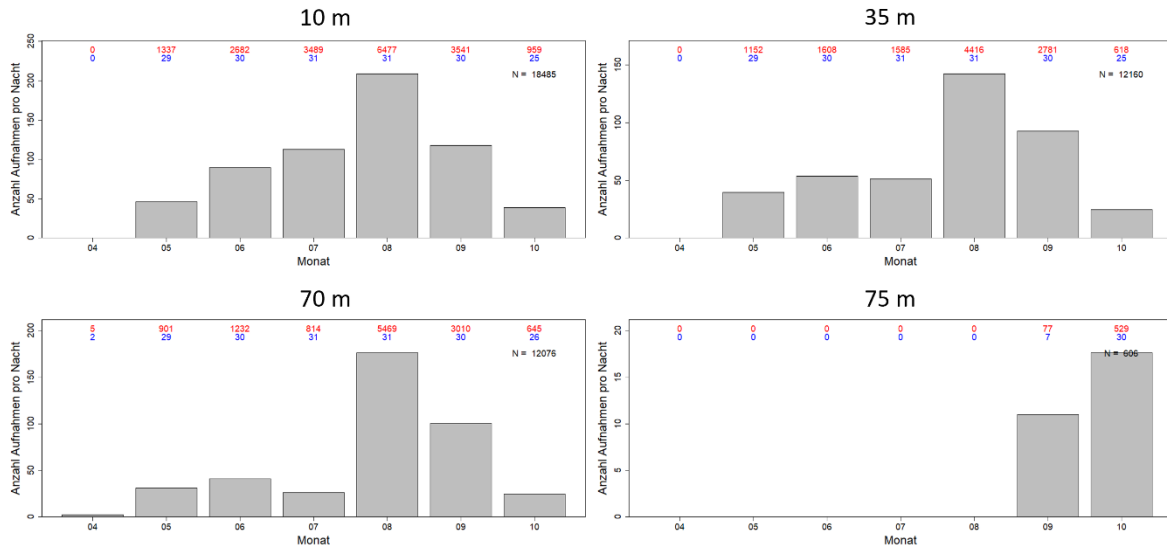 10 m
0 1337 2682 3489 6477 3541 959
0 29 30 31 31 30 25
N = 18485
Anzahl Aufnahmen pro Nacht
250
200
150
100
50
0
04 05 06 07 08 09 10
Monat
35 m
0 1152 1608 1585 4416 2781 618
0 29 30 31 31 30 25
N = 12160
Anzahl Aufnahmen pro Nacht
150
100
50
0
04 05 06 07 08 09 10
Monat
70 m
5 901 1232 814 5469 3010 645
2 29 30 31 31 30 26
N = 12076
Anzahl Aufnahmen pro Nacht
200
150
100
50
0
04 05 06 07 08 09 10
Monat
75 m
0 0 0 0 0 77 529
0 0 0 0 0 7 30
N = 606
Anzahl Aufnahmen pro Nacht
20
15
10
5
0
04 05 06 07 08 09 10
Monat